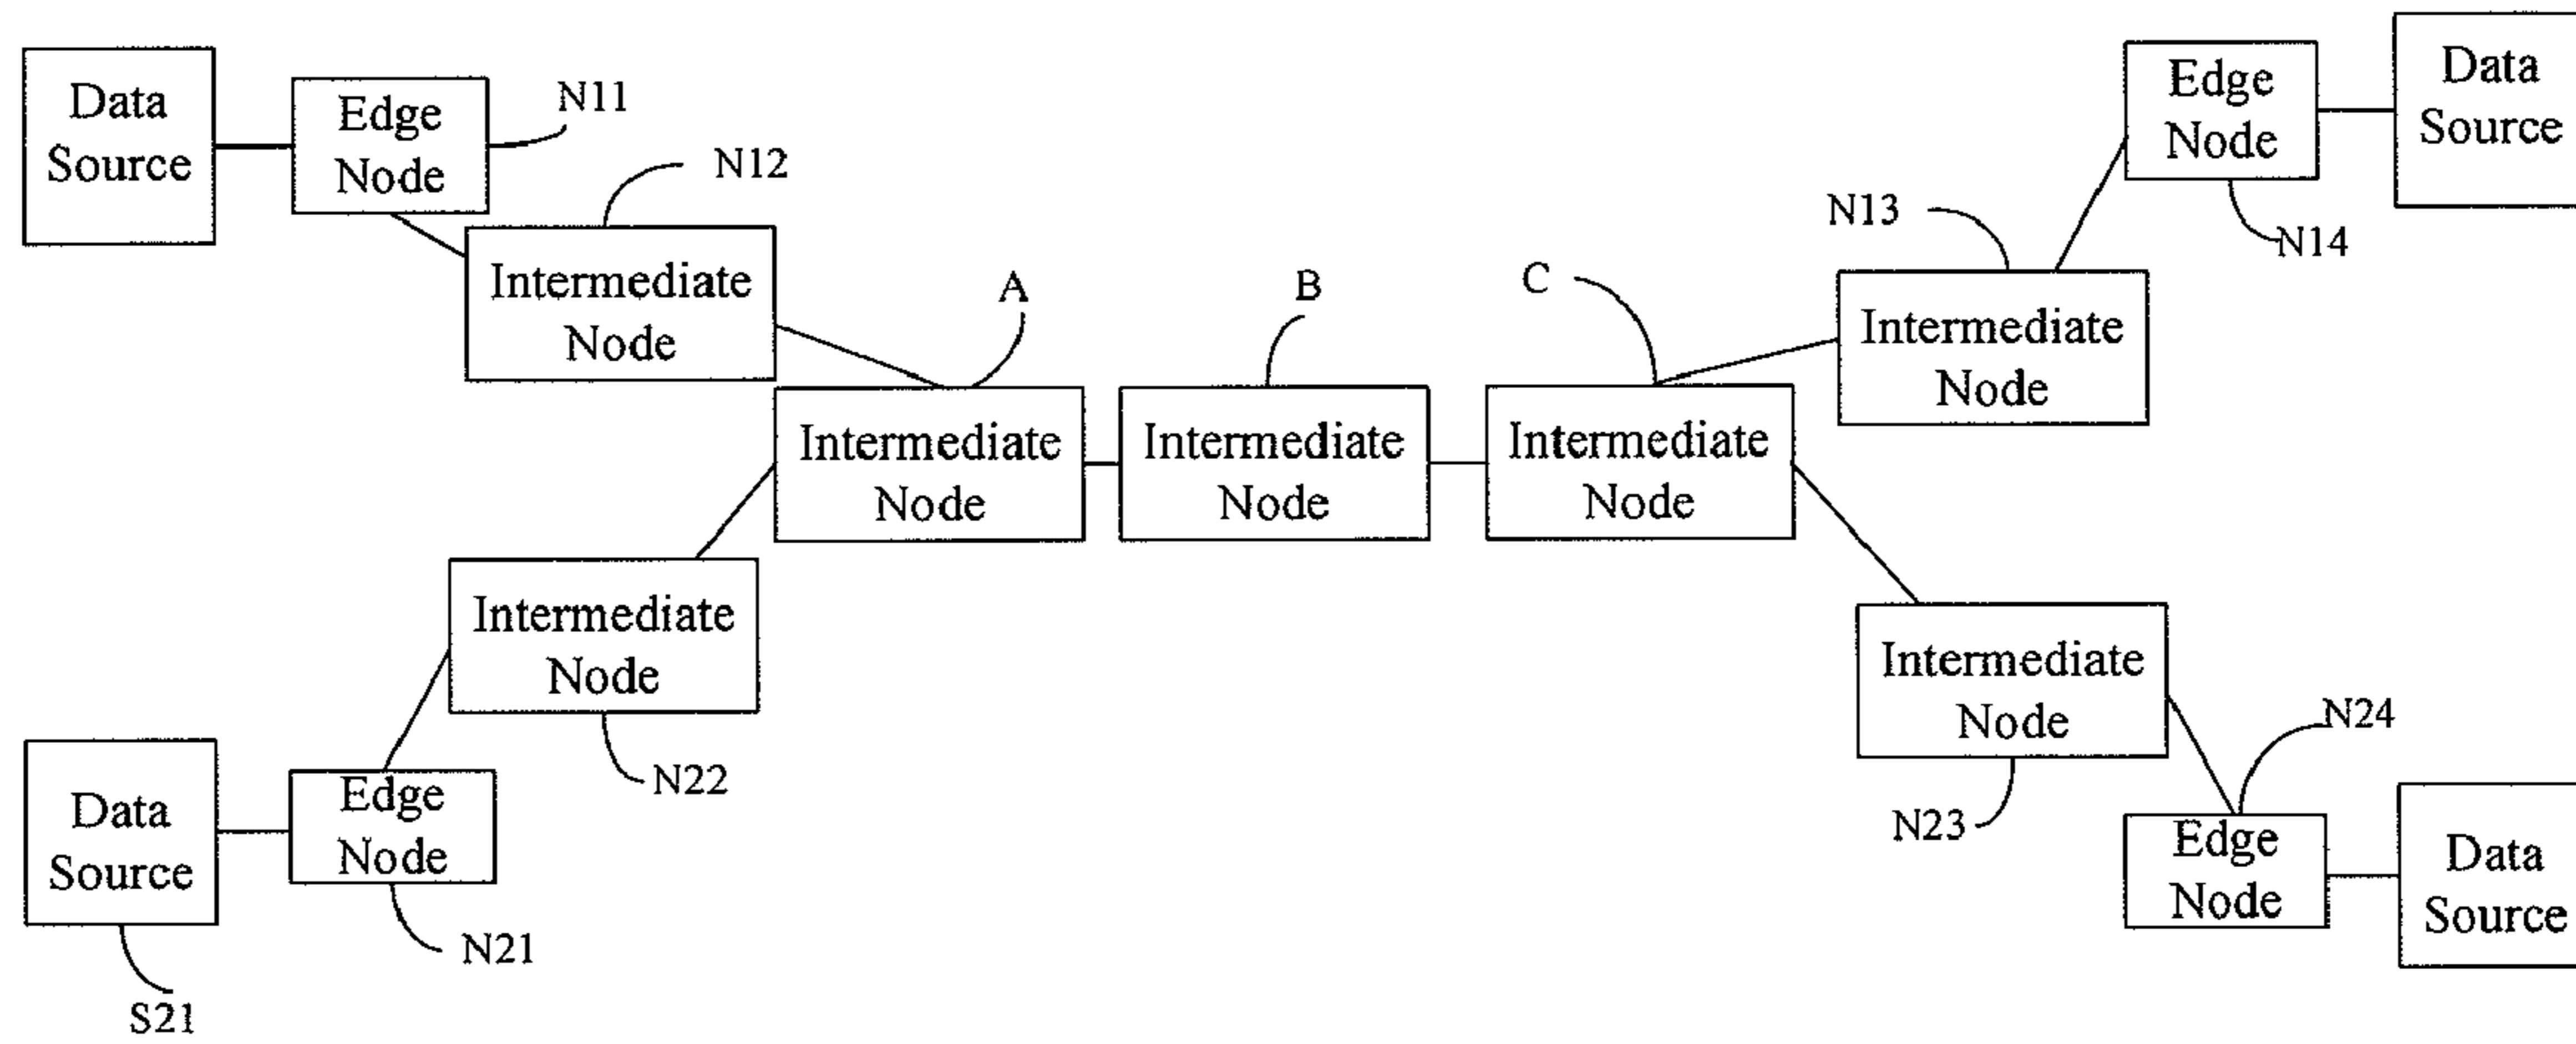 Data
Source
Edge
Node
N11
Intermediate
Node
N12
A
Intermediate
Node
B
Intermediate
Node
C
Intermediate
Node
N13
Intermediate
Node
Edge
Node
N14
Data
Source
Intermediate
Node
N22
Data
Source
S21
Edge
Node
N21
Intermediate
Node
N23
N24
Edge
Node
Data
Source